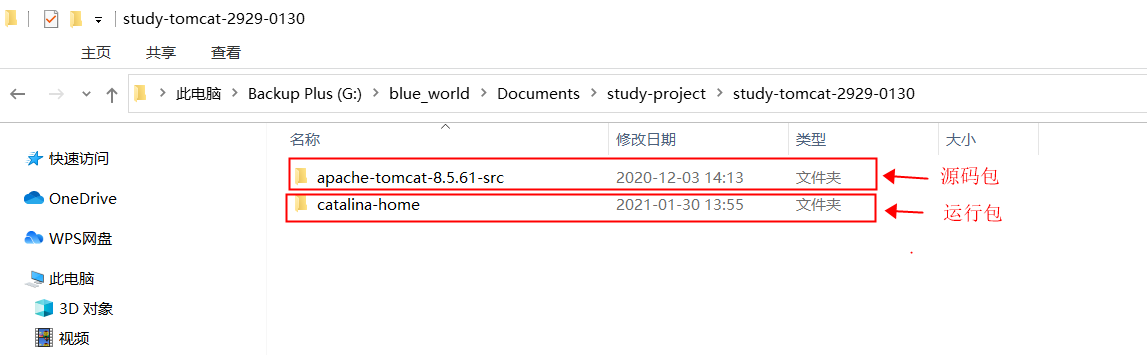 study-tomcat-2929-0130
主页 共享 查看
此电脑 Backup Plus (G:) blue_world Documents study-project study-tomcat-2929-0130
名称 修改日期 类型 大小
快速访问
apache-tomcat-8.5.61-src 2020-12-03 14:13 文件夹 源码包
OneDrive
catalina-home 2021-01-30 13:55 文件夹 运行包
WPS网盘
此电脑
3D 对象
视频